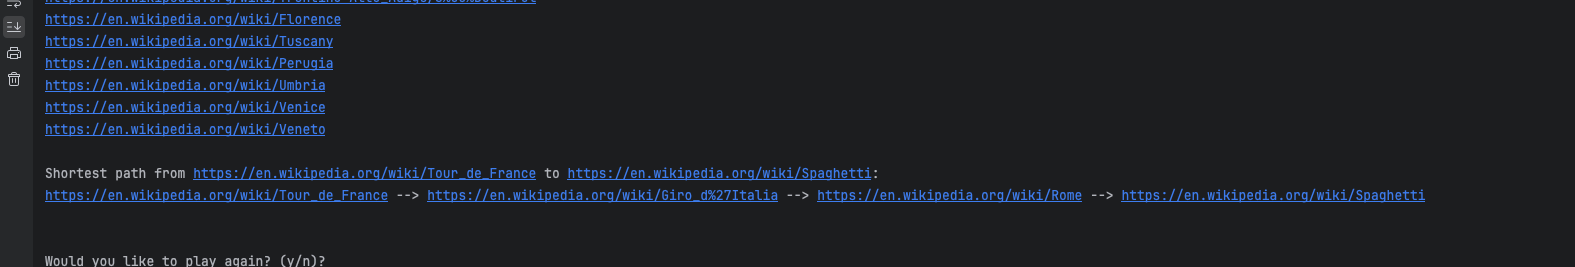 https://en.wikipedia.org/wiki/Florence
https://en.wikipedia.org/wiki/Tuscany
https://en.wikipedia.org/wiki/Perugia
https://en.wikipedia.org/wiki/Umbria
https://en.wikipedia.org/wiki/Venice
https://en.wikipedia.org/wiki/Veneto
Shortest path from https://en.wikipedia.org/wiki/Tour_de_France to https://en.wikipedia.org/wiki/Spaghetti:
https://en.wikipedia.org/wiki/Tour_de_France --> https://en.wikipedia.org/wiki/Giro_d%27Italia --> https://en.wikipedia.org/wiki/Rome --> https://en.wikipedia.org/wiki/Spaghetti
Would you like to play again? (y/n)?